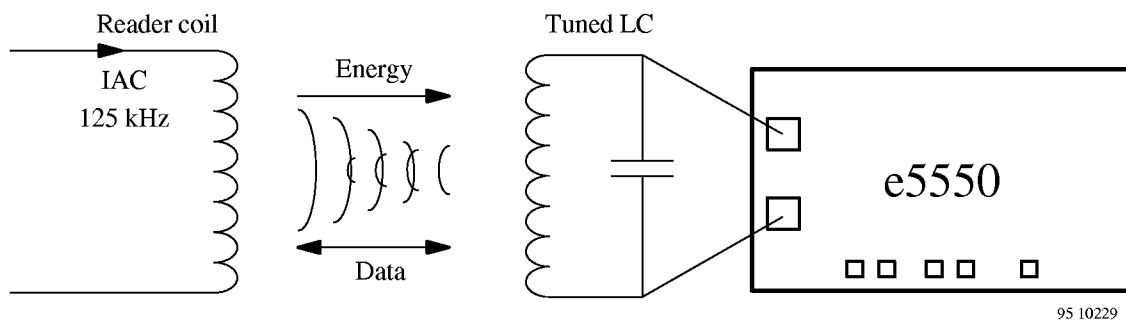 Reader coil
IAC
125 kHz
Energy
Data
Tuned LC
e5550
95 10229